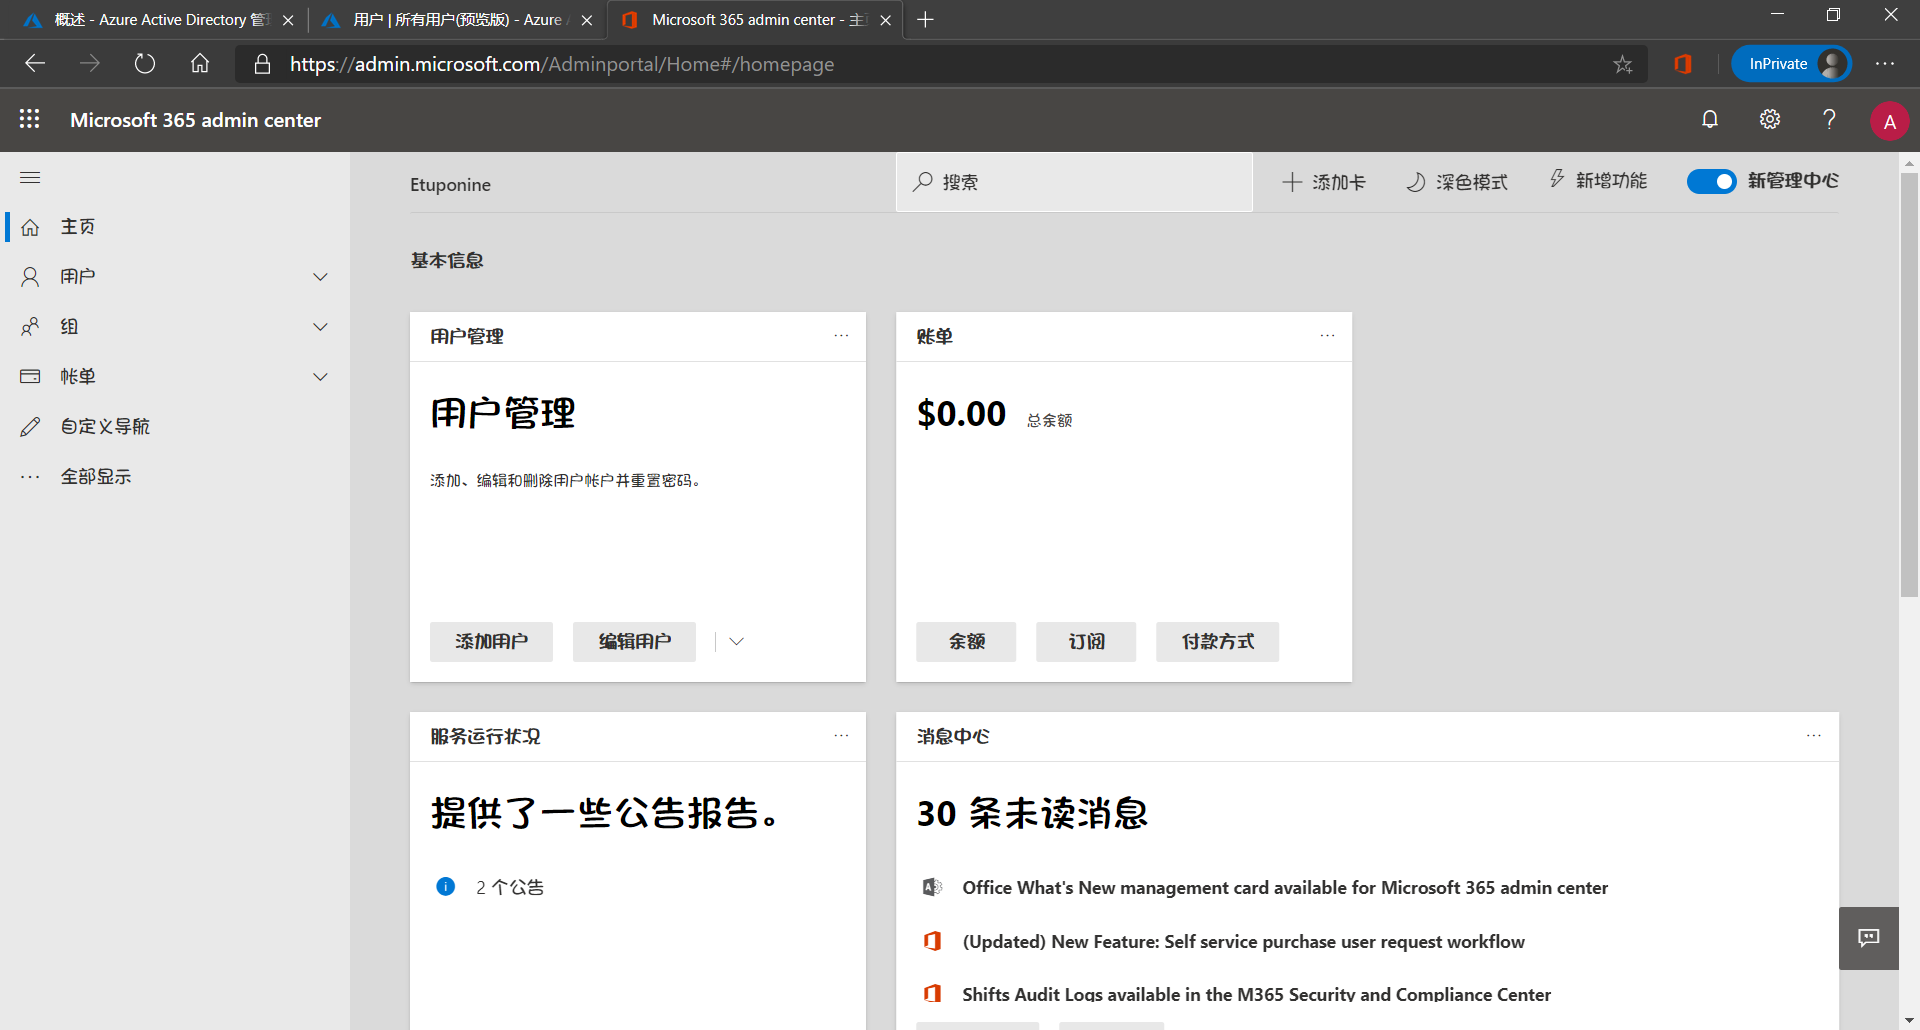 概述 - Azure Active Directory 管
用户 | 所有用户(预览版) - Azure
Microsoft 365 admin center - 主
https://admin.microsoft.com/Adminportal/Home#/homepage
InPrivate
Microsoft 365 admin center
A
Etuponine
搜索
添加卡
深色模式
新增功能
新管理中心
主页
用户
组
帐单
自定义导航
全部显示
基本信息
用户管理
用户管理
添加、编辑和删除用户帐户并重置密码。
添加用户
编辑用户
账单
$0.00 总余额
余额
订阅
付款方式
服务运行状况
提供了一些公告报告。
2 个公告
消息中心
30 条未读消息
Office What's New management card available for Microsoft 365 admin center
(Updated) New Feature: Self service purchase user request workflow
Shifts Audit Logs available in the M365 Security and Compliance Center